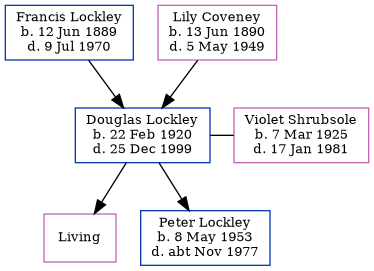 Francis Lockley
b. 12 Jun 1889
d. 9 Jul 1970
Lily Coveney
b. 13 Jun 1890
d. 5 May 1949
Douglas Lockley
b. 22 Feb 1920
d. 25 Dec 1999
Violet Shrubsole
b. 7 Mar 1925
d. 17 Jan 1981
Living
Peter Lockley
b. 8 May 1953
d. abt Nov 1977